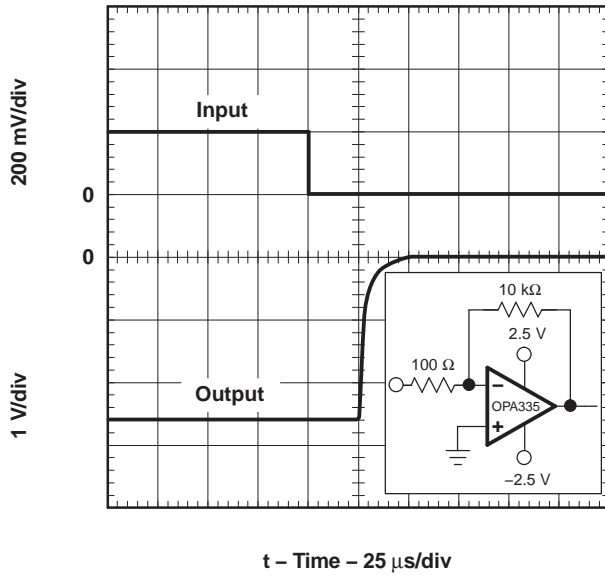 200 mV/div
Input
0
0
1 V/div
Output
10 kΩ
2.5 V
100 Ω
−
OPA335
+
−2.5 V
t – Time – 25 μs/div